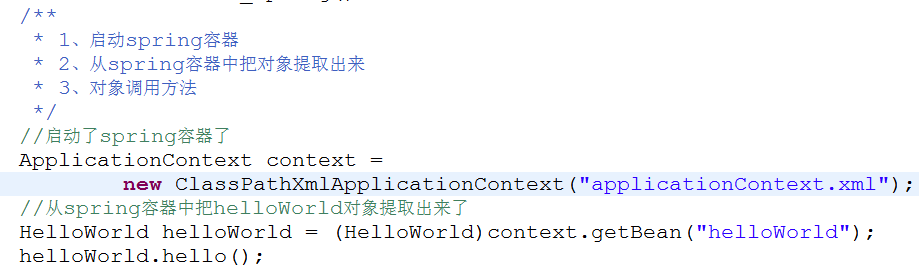 /**
* 1、启动spring容器
* 2、从spring容器中把对象提取出来
* 3、对象调用方法
*/
//启动了spring容器了
ApplicationContext context =
new ClassPathXmlApplicationContext("applicationContext.xml");
//从spring容器中把helloWorld对象提取出来了
HelloWorld helloWorld = (HelloWorld)context.getBean("helloWorld");
helloWorld.hello();